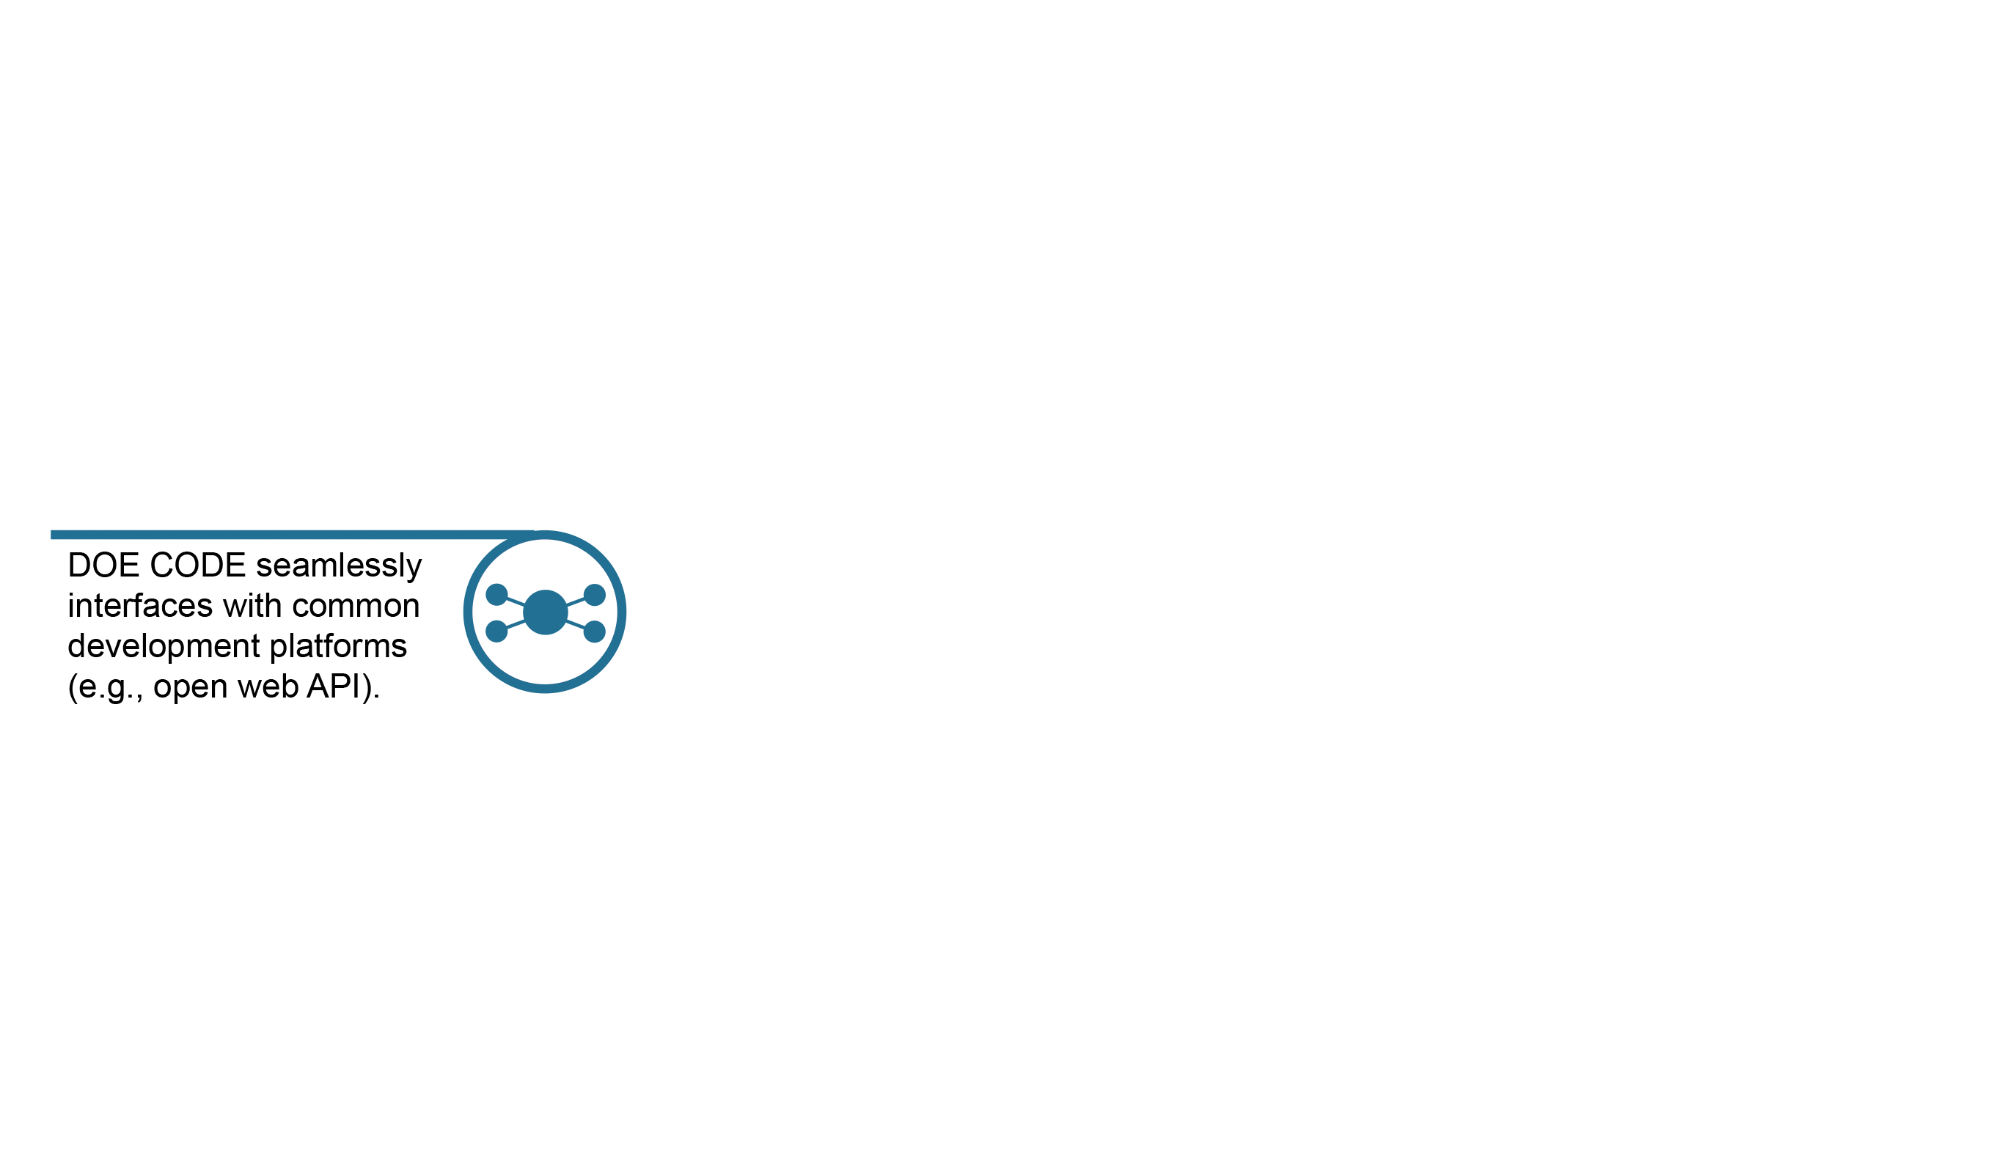 DOE CODE seamlessly
interfaces with common
development platforms
(e.g., open web API).